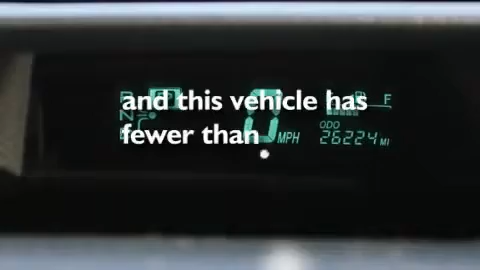 and this vehicle has
fewer than
P
N
0 MPH
F
ODO
26224 MI